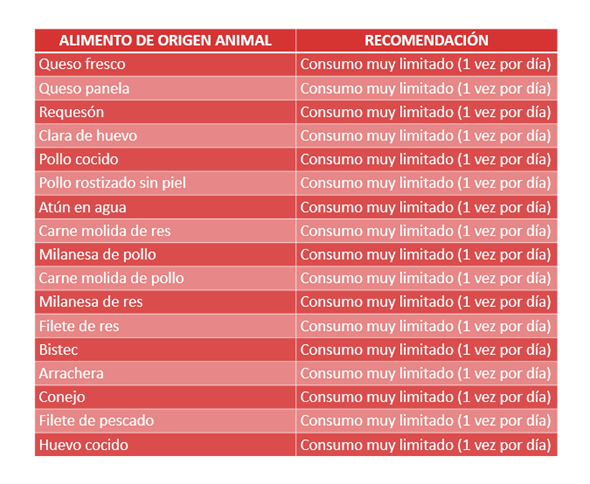 ALIMENTO DE ORIGEN ANIMAL RECOMENDACIÓN
Queso fresco Consumo muy limitado (1 vez por día)
Queso panela Consumo muy limitado (1 vez por día)
Requesón Consumo muy limitado (1 vez por día)
Clara de huevo Consumo muy limitado (1 vez por día)
Pollo cocido Consumo muy limitado (1 vez por día)
Pollo rostizado sin piel Consumo muy limitado (1 vez por día)
Atún en agua Consumo muy limitado (1 vez por día)
Carne molida de res Consumo muy limitado (1 vez por día)
Milanesa de pollo Consumo muy limitado (1 vez por día)
Carne molida de pollo Consumo muy limitado (1 vez por día)
Milanesa de res Consumo muy limitado (1 vez por día)
Filete de res Consumo muy limitado (1 vez por día)
Bistec Consumo muy limitado (1 vez por día)
Arrachera Consumo muy limitado (1 vez por día)
Conejo Consumo muy limitado (1 vez por día)
Filete de pescado Consumo muy limitado (1 vez por día)
Huevo cocido Consumo muy limitado (1 vez por día)